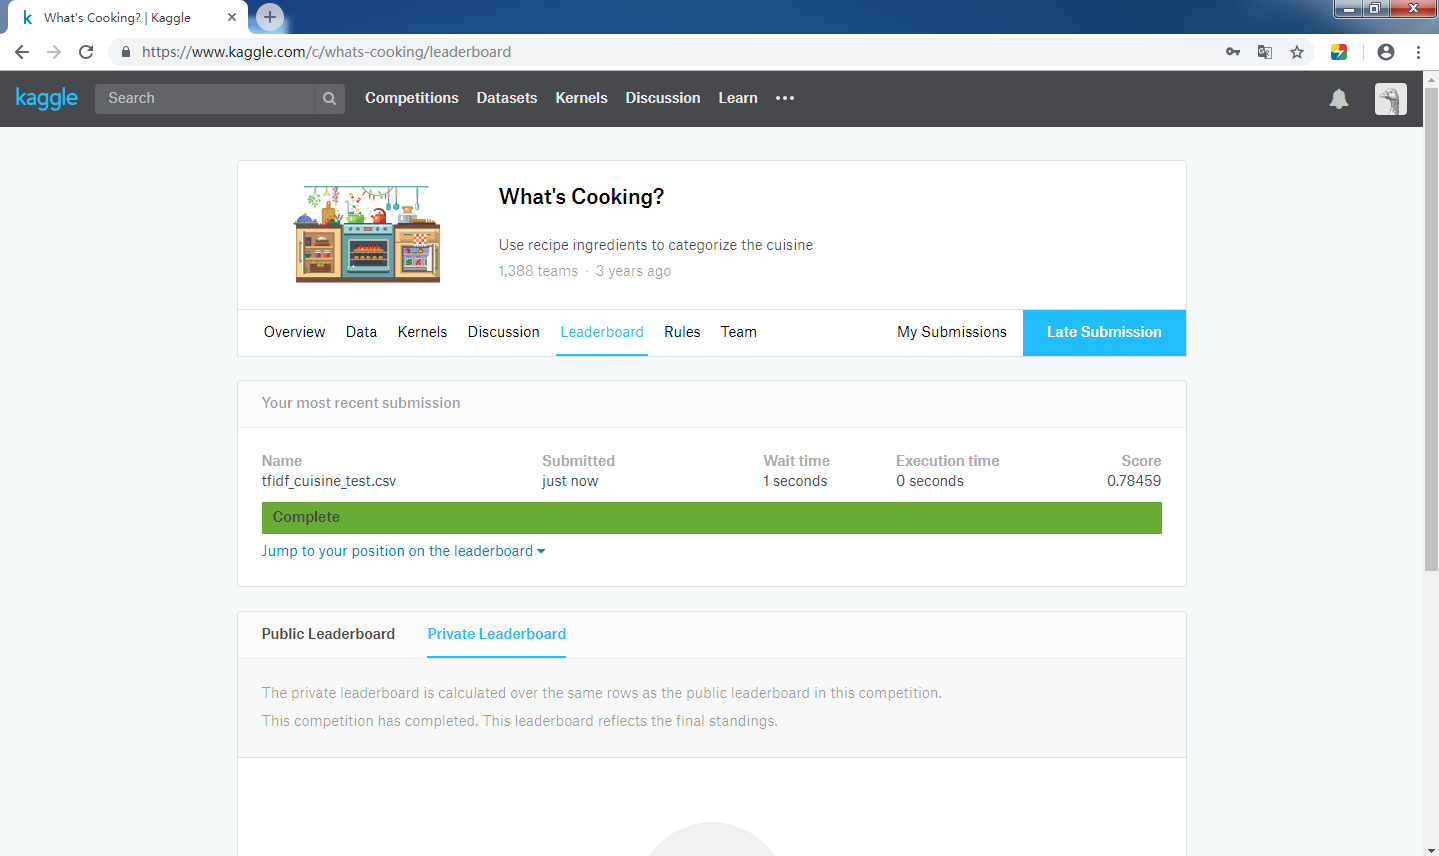 What's Cooking? | Kaggle
https://www.kaggle.com/c/whats-cooking/leaderboard
kaggle Search Competitions Datasets Kernels Discussion Learn
What's Cooking?
Use recipe ingredients to categorize the cuisine
1,388 teams · 3 years ago
Overview Data Kernels Discussion Leaderboard Rules Team My Submissions Late Submission
Your most recent submission
Name Submitted Wait time Execution time Score
tfidf_cuisine_test.csv just now 1 seconds 0 seconds 0.78459
Complete
Jump to your position on the leaderboard
Public Leaderboard Private Leaderboard
The private leaderboard is calculated over the same rows as the public leaderboard in this competition.
This competition has completed. This leaderboard reflects the final standings.